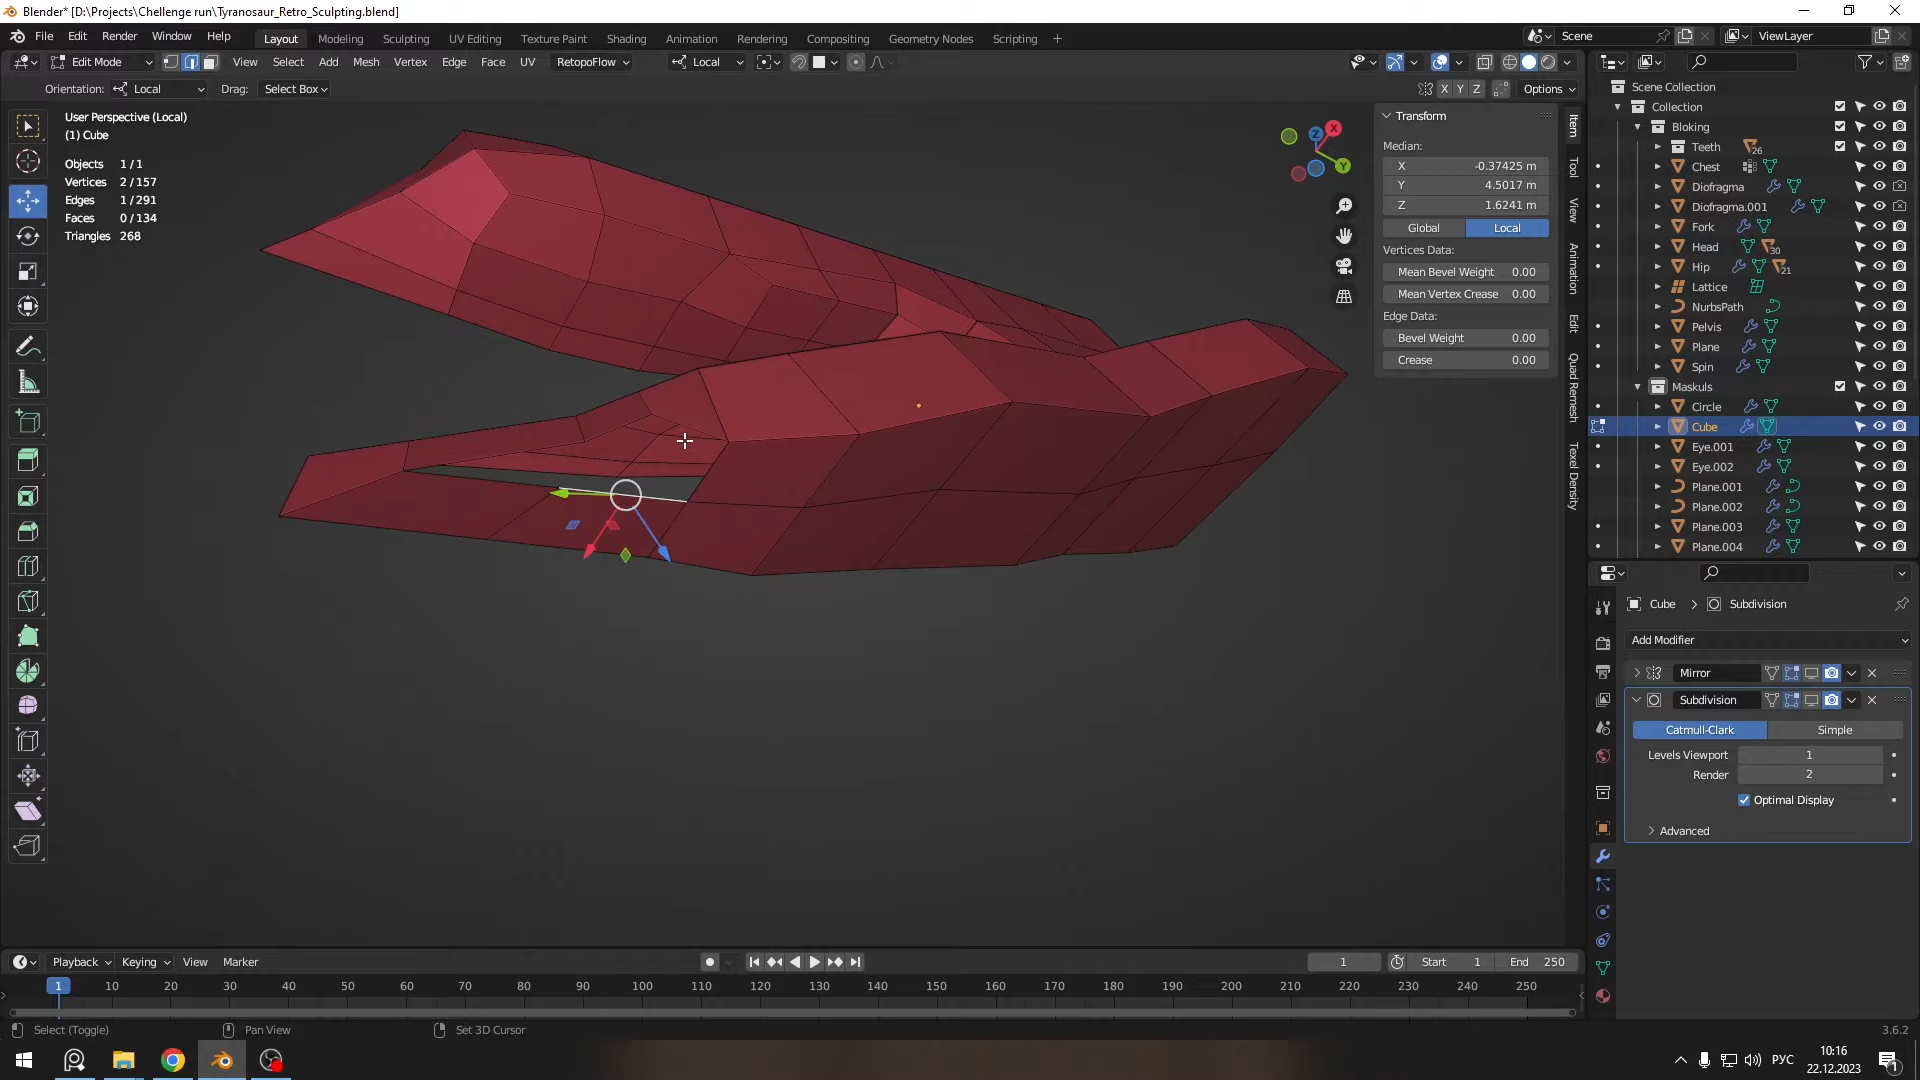 Blender* [D:\Projects\Chellenge run\Tyranosaur_Retro_Sculpting.blend]
File Edit Render Window Help Layout Modeling Sculpting UV Editing Texture Paint Shading Animation Rendering Compositing Geometry Nodes Scripting + Scene ViewLayer
Edit Mode View Select Add Mesh Vertex Edge Face UV RetopoFlow Local
Orientation: Local Drag: Select Box X Y Z Options
User Perspective (Local)
(1) Cube
Objects 1/1
Vertices 2/157
Edges 1/291
Faces 0/134
Triangles 268
X
Y
Z
Transform
Median:
X -0.37425 m
Y 4.5017 m
Z 1.6241 m
Global Local
Vertices Data:
Mean Bevel Weight 0.00
Mean Vertex Crease 0.00
Edge Data:
Bevel Weight 0.00
Crease 0.00
Item
Tool
View
Animation
Edit
Quad Remesh
Texel Density
Scene Collection
Collection
Bloking
Teeth 26
Chest
Diofragma
Diofragma.001
Fork
Head 30
Hip 21
Lattice
NurbsPath
Pelvis
Plane
Spin
Maskuls
Circle
Cube
Eye.001
Eye.002
Plane.001
Plane.002
Plane.003
Plane.004
Cube > Subdivision
Add Modifier
Mirror
Subdivision
Catmull-Clark Simple
Levels Viewport 1
Render 2
Optimal Display
Advanced
Playback Keying View Marker 1 Start 1 End 250
1 10 20 30 40 50 60 70 80 90 100 110 120 130 140 150 160 170 180 190 200 210 220 230 240 250
Select (Toggle) Pan View Set 3D Cursor 3.6.2
РУС 10:16
22.12.2023
1